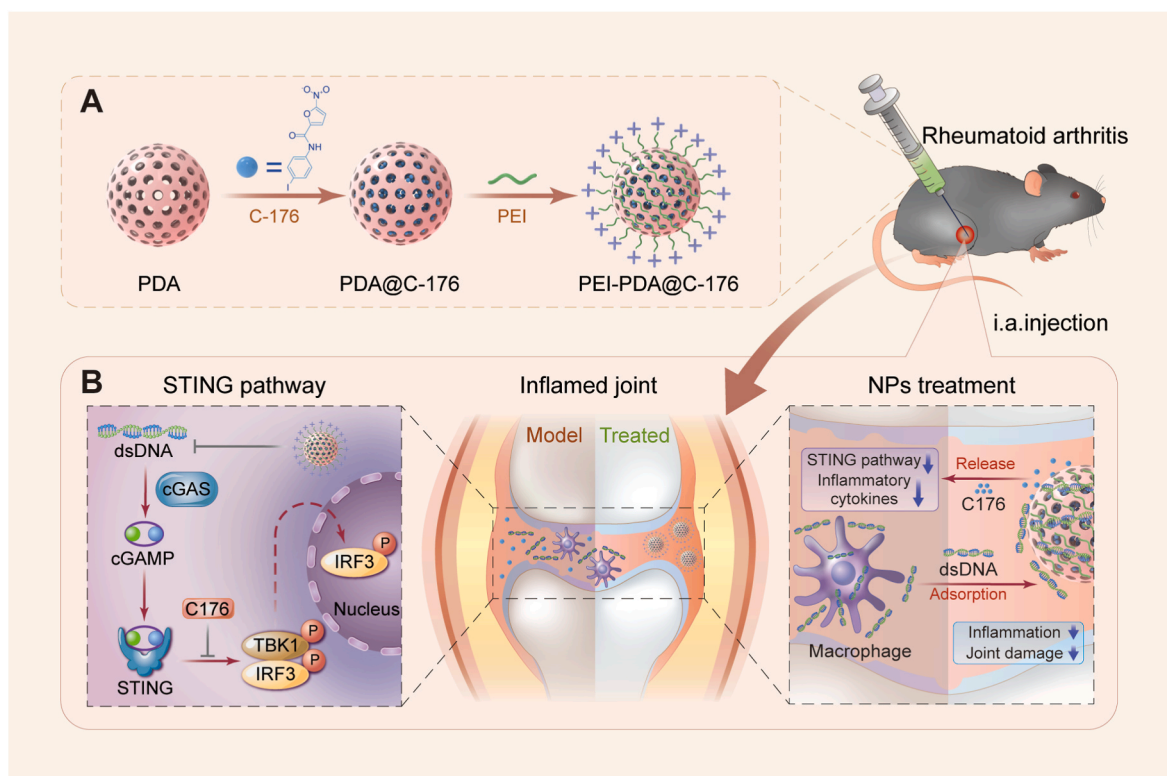 A
O
N
O
O
O
NH
I
=
C-176
PEI
PDA
PDA@C-176
PEI-PDA@C-176
Rheumatoid arthritis
i.a.injection
B
STING pathway
Inflamed joint
NPs treatment
dsDNA
cGAS
cGAMP
C176
STING
TBK1
P
IRF3
P
IRF3
P
Nucleus
Model
Treated
STING pathway
Inflammatory
cytokines
Release
C176
dsDNA
Adsorption
Macrophage
Inflammation
Joint damage